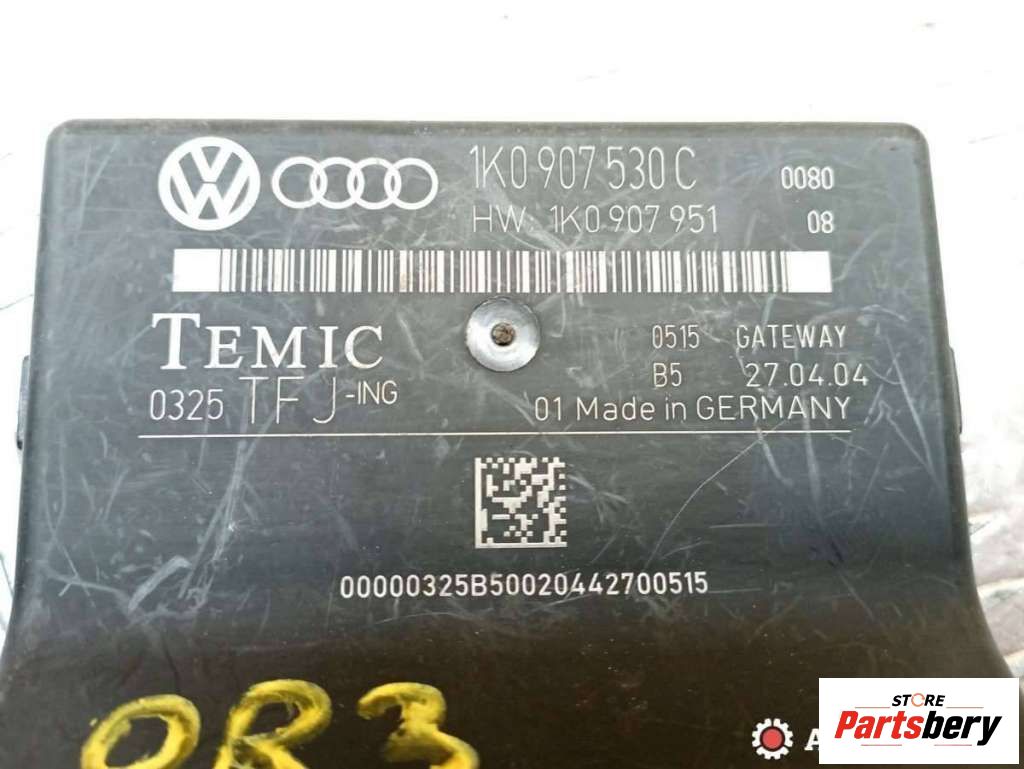 1K0 907 530 C 0080
HW: 1K0 907 951 08
TEMIC
0515 GATEWAY
B5 27.04.04
0325 TFJ-ING
01 Made in GERMANY
00000325B50020442700515
OR3
STORE
Partsbery